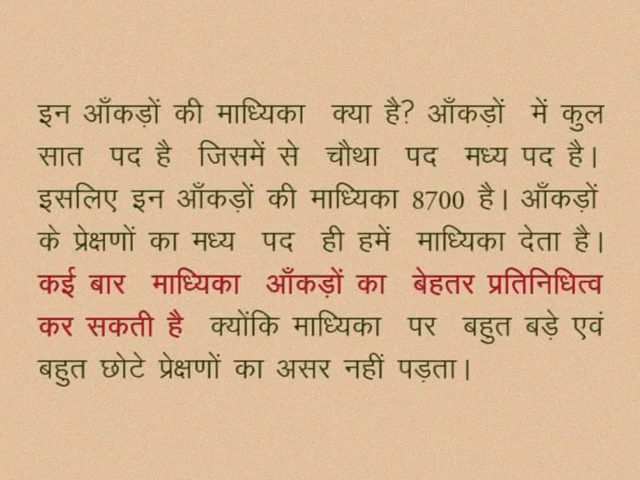 इन आँकड़ों की माध्यिका क्या है? आँकड़ों में कुल
सात पद है जिसमें से चौथा पद मध्य पद है।
इसलिए इन आँकड़ों की माध्यिका 8700 है। आँकड़ों
के प्रेक्षणों का मध्य पद ही हमें माध्यिका देता है।
कई बार माध्यिका आँकड़ों का बेहतर प्रतिनिधित्व
कर सकती है क्योंकि माध्यिका पर बहुत बड़े एवं
बहुत छोटे प्रेक्षणों का असर नहीं पड़ता।